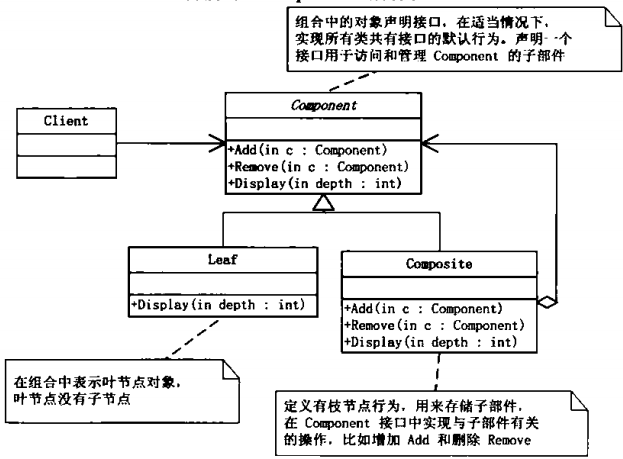 组合中的对象声明接口，在适当情况下，
实现所有类共有接口的默认行为。声明一个
接口用于访问和管理 Component 的子部件
Client
Component
+Add(in c : Component)
+Remove(in c : Component)
+Display(in depth : int)
Leaf
+Display(in depth : int)
Composite
+Add(in c : Component)
+Remove(in c : Component)
+Display(in depth : int)
在组合中表示叶节点对象，
叶节点没有子节点
定义有枝节点行为，用来存储子部件，
在 Component 接口中实现与子部件有关
的操作，比如增加 Add 和删除 Remove